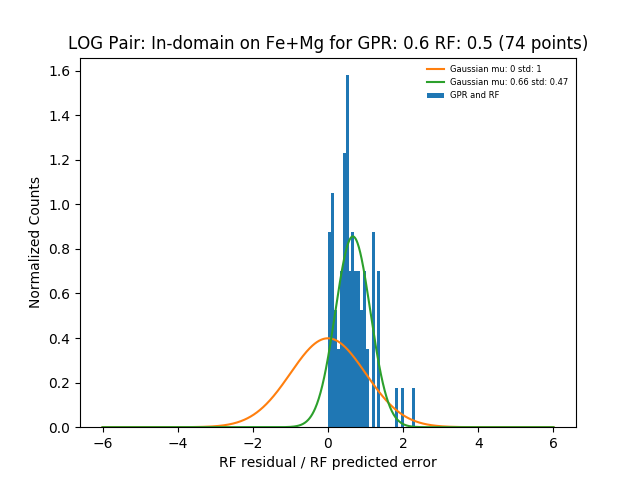 LOG Pair: In-domain on Fe+Mg for GPR: 0.6 RF: 0.5 (74 points)
Gaussian mu: 0 std: 1
Gaussian mu: 0.66 std: 0.47
GPR and RF
Normalized Counts
1.6
1.4
1.2
1.0
0.8
0.6
0.4
0.2
0.0
−6
−4
−2
0
2
4
6
RF residual / RF predicted error